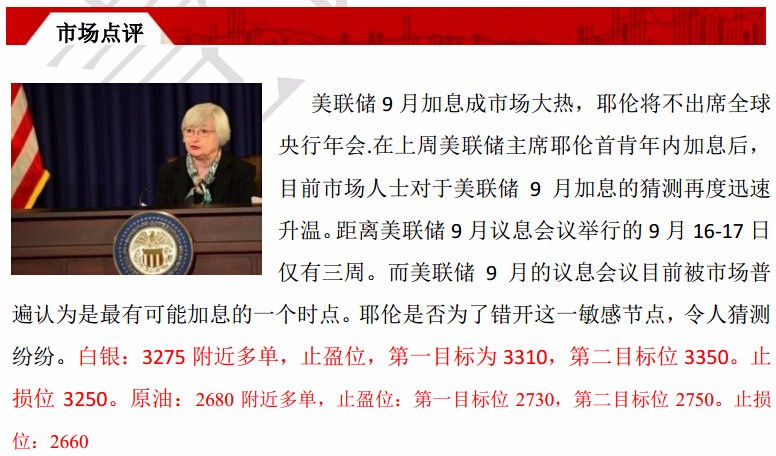 市场点评
美联储 9 月加息成市场大热，耶伦将不出席全球
央行年会.在上周美联储主席耶伦首肯年内加息后，
目前市场人士对于美联储 9 月加息的猜测再度迅速
升温。距离美联储 9 月议息会议举行的 9 月 16-17 日
仅有三周。而美联储 9 月的议息会议目前被市场普
遍认为是最有可能加息的一个时点。耶伦是否为了错开这一敏感节点，令人猜测
纷纷。白银：3275 附近多单，止盈位，第一目标为 3310，第二目标位 3350。止
损位 3250。原油：2680 附近多单，止盈位：第一目标位 2730，第二目标位 2750。止损
位：2660